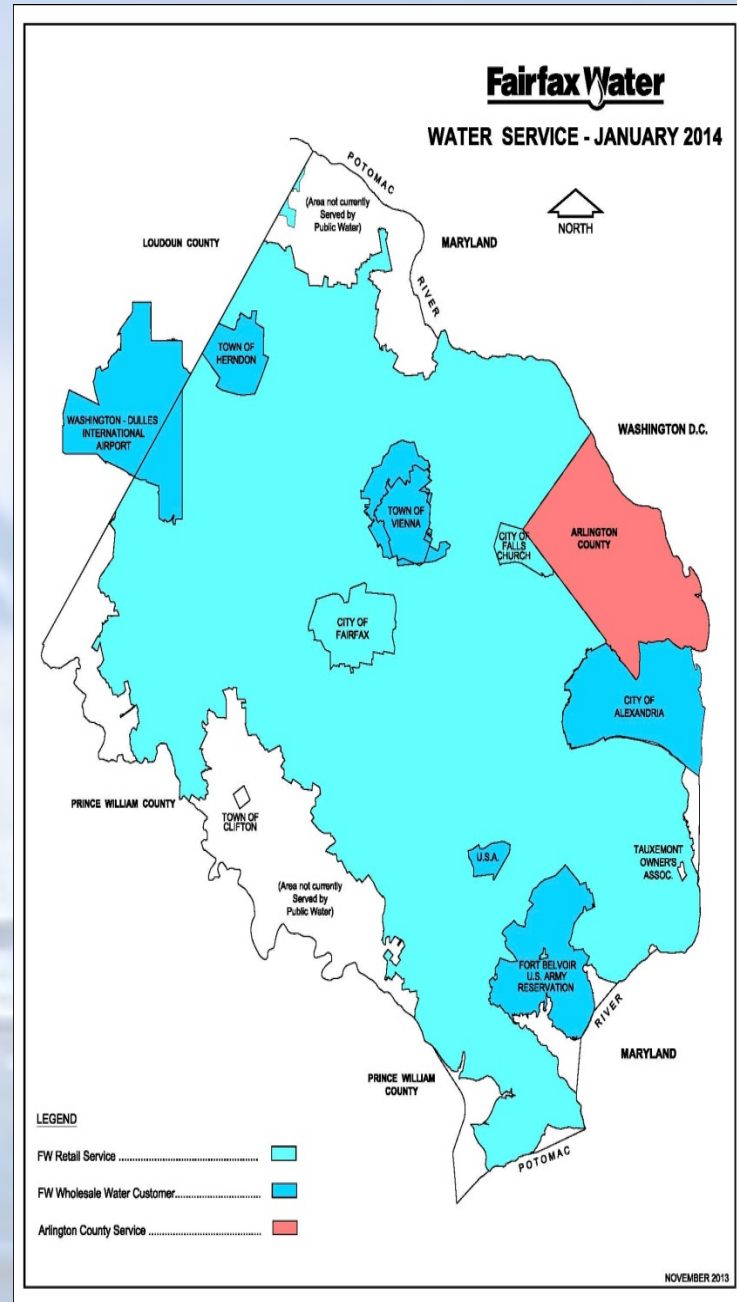 Fairfax Water
WATER SERVICE - JANUARY 2014
POTOMAC
(Area not currently
Served by
Public Water)
NORTH
LOUDOUN COUNTY
MARYLAND
RIVER
TOWN OF
HERNDON
WASHINGTON - DULLES
INTERNATIONAL
AIRPORT
WASHINGTON D.C.
TOWN OF
VIENNA
CITY OF
FALLS
CHURCH
ARLINGTON
COUNTY
CITY OF
FAIRFAX
CITY OF
ALEXANDRIA
PRINCE WILLIAM COUNTY
TOWN OF
CLIFTON
U.S.A.
TAUXEMONT
OWNER'S
ASSOC.
(Area not currently
Served by
Public Water)
FORT BELVOIR
U.S. ARMY
RESERVATION
RIVER
MARYLAND
PRINCE WILLIAM
COUNTY
POTOMAC
LEGEND
FW Retail Service ................................................
FW Wholesale Water Customer.............................
Arlington County Service ......................................
NOVEMBER 2013